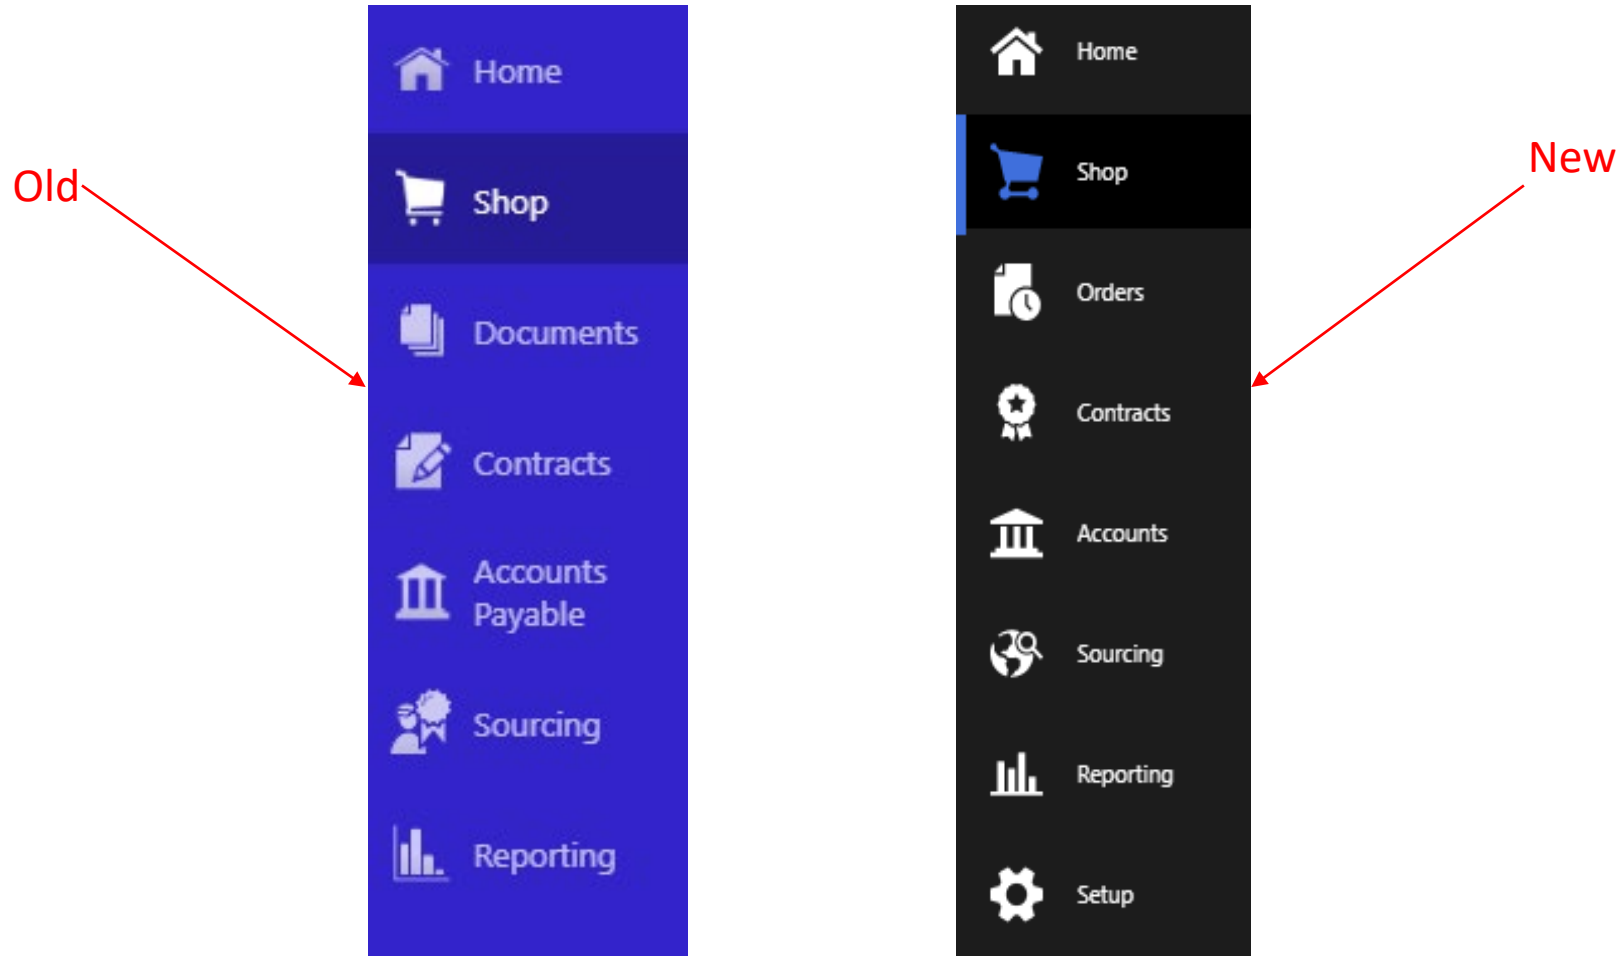 Old
Home
Shop
Documents
Contracts
Accounts
Payable
Sourcing
Reporting
Home
Shop
Orders
Contracts
Accounts
Sourcing
Reporting
Setup
New